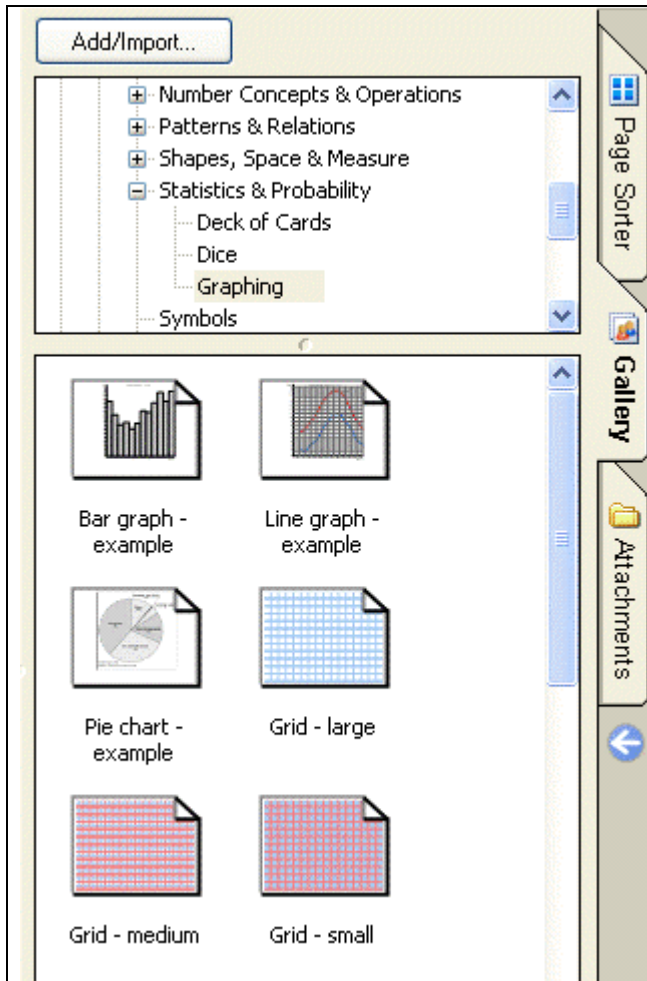 Add/Import...
Number Concepts & Operations
Patterns & Relations
Shapes, Space & Measure
Statistics & Probability
Deck of Cards
Dice
Graphing
Symbols
Bar graph -
example
Line graph -
example
Pie chart -
example
Grid - large
Grid - medium
Grid - small
Page Sorter
Gallery
Attachments